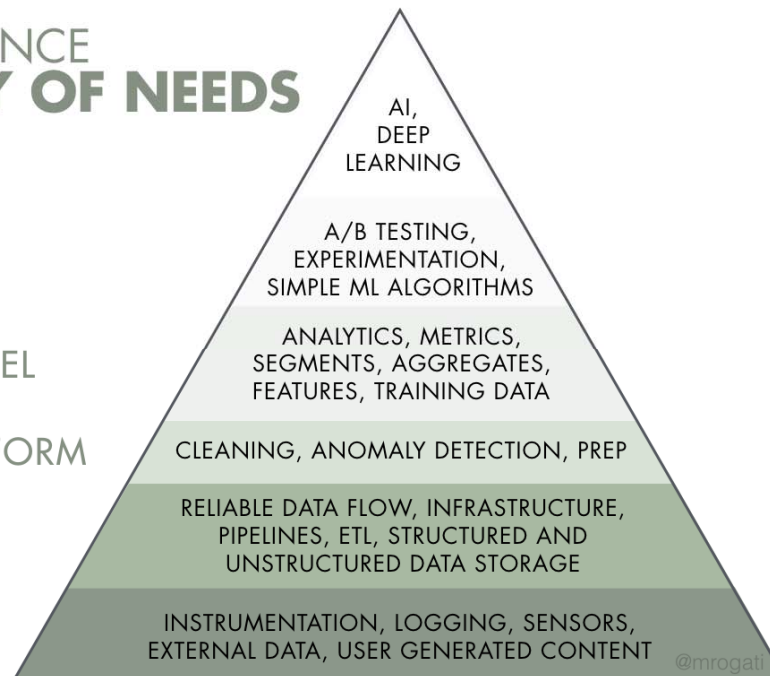 NCE
Y OF NEEDS
AI,
DEEP
LEARNING
A/B TESTING,
EXPERIMENTATION,
SIMPLE ML ALGORITHMS
ANALYTICS, METRICS,
SEGMENTS, AGGREGATES,
FEATURES, TRAINING DATA
EL
ORM
CLEANING, ANOMALY DETECTION, PREP
RELIABLE DATA FLOW, INFRASTRUCTURE,
PIPELINES, ETL, STRUCTURED AND
UNSTRUCTURED DATA STORAGE
INSTRUMENTATION, LOGGING, SENSORS,
EXTERNAL DATA, USER GENERATED CONTENT
@mrogati